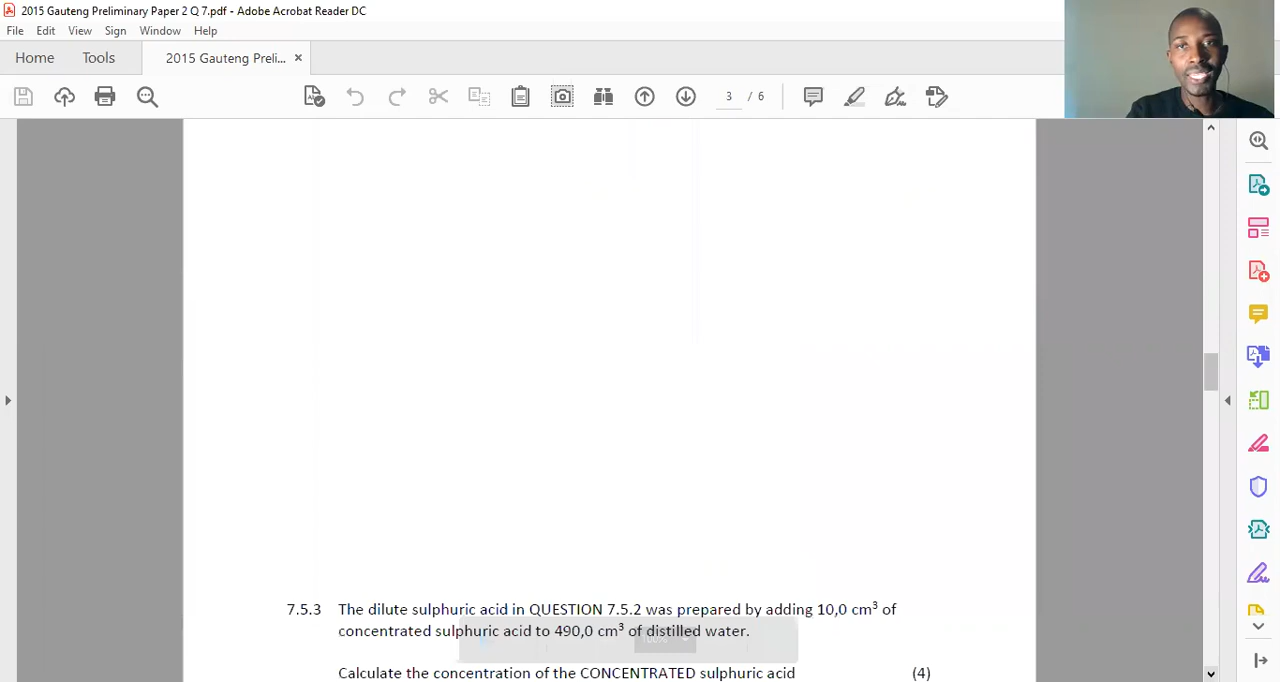 2015 Gauteng Preliminary Paper 2 Q 7.pdf - Adobe Acrobat Reader DC
File Edit View Sign Window Help
Home Tools 2015 Gauteng Preli... ×
3 / 6
7.5.3 The dilute sulphuric acid in QUESTION 7.5.2 was prepared by adding 10,0 cm³ of
concentrated sulphuric acid to 490,0 cm³ of distilled water.
Calculate the concentration of the CONCENTRATED sulphuric acid (4)